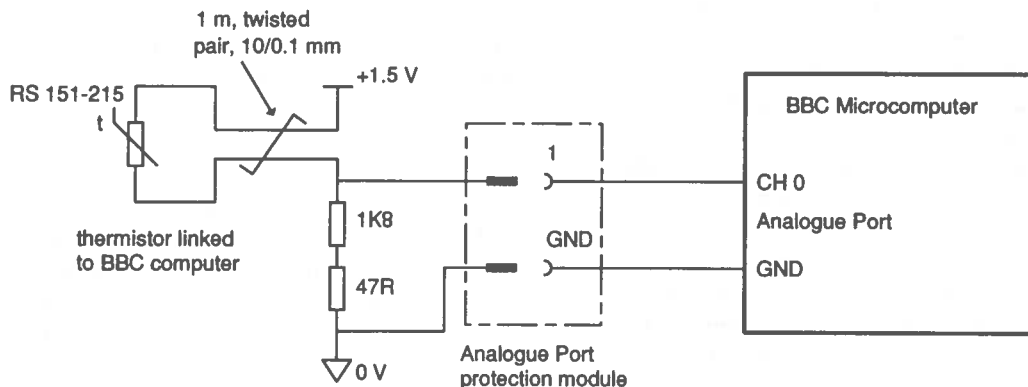 1 m, twisted
pair, 10/0.1 mm
+1.5 V
RS 151-215
t
BBC Microcomputer
1
CH 0
1K8
Analogue Port
thermistor linked
to BBC computer
GND
GND
47R
0 V
Analogue Port
protection module